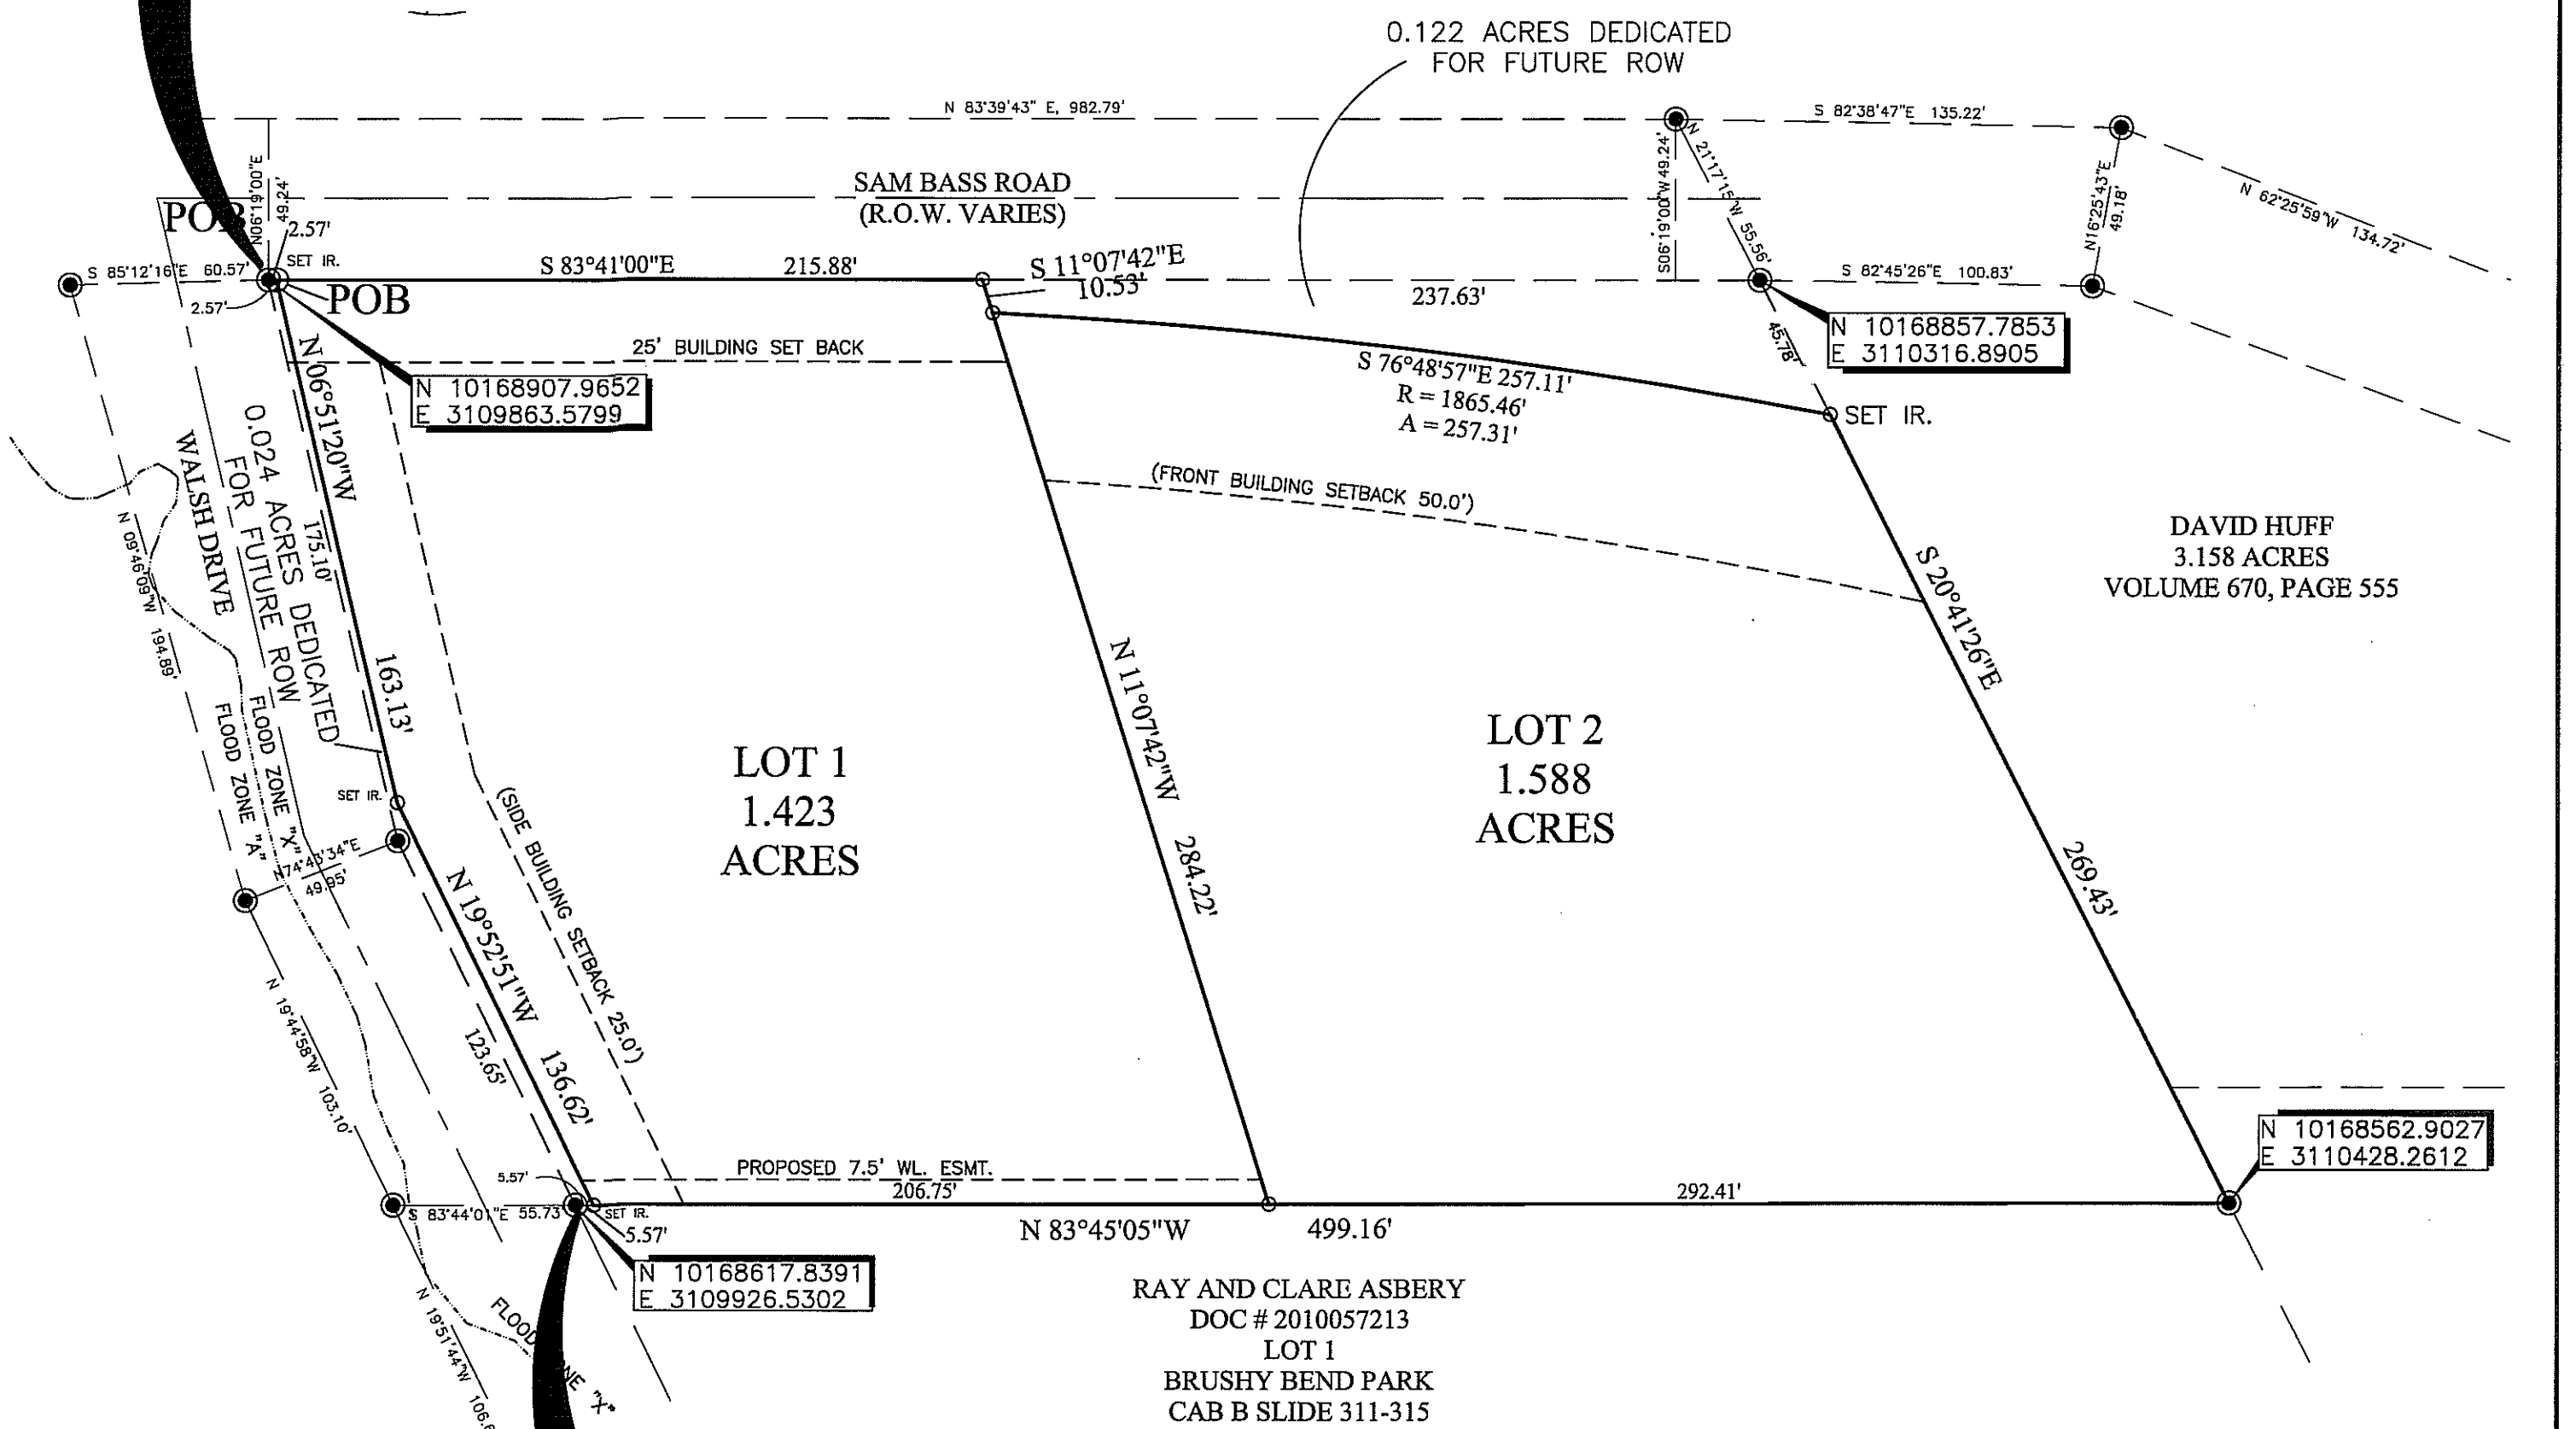 0.122 ACRES DEDICATED
FOR FUTURE ROW
N 83°39'43" E, 982.79'
S 82°38'47"E 135.22'
N06°19'00"E
49.24'
SAM BASS ROAD
(R.O.W. VARIES)
S06°19'00"W 49.24'
N 21°17'15"W 55.56'
N16°25'43"E
49.18'
N 62°25'59"W 134.72'
POB
2.57'
SET IR.
S 85°12'16"E 60.57'
S 83°41'00"E 215.88'
S 11°07'42"E
10.53'
237.63'
S 82°45'26"E 100.83'
2.57'
POB
N 10168857.7853
E 3110316.8905
45.78'
25' BUILDING SET BACK
N 10168907.9652
E 3109863.5799
S 76°48'57"E 257.11'
R = 1865.46'
A = 257.31'
SET IR.
N 06°51'20"W
175.10'
163.13'
0.024 ACRES DEDICATED
FOR FUTURE ROW
WALSH DRIVE
N 09°46'09"W 194.89'
(FRONT BUILDING SETBACK 50.0')
DAVID HUFF
3.158 ACRES
VOLUME 670, PAGE 555
S 20°41'26"E
269.43'
N 11°07'42"W 284.22'
FLOOD ZONE "X"
FLOOD ZONE "A"
LOT 1
1.423
ACRES
LOT 2
1.588
ACRES
SET IR.
(SIDE BUILDING SETBACK 25.0')
N74°43'34"E
49.95'
N 19°52'51"W 136.62'
123.65'
N 19°44'58"W 103.10'
PROPOSED 7.5' WL. ESMT.
5.57'
206.75'
292.41'
S 83°44'01"E 55.73'
SET IR.
5.57'
N 83°45'05"W 499.16'
N 10168562.9027
E 3110428.2612
N 10168617.8391
E 3109926.5302
N 19°51'44"W
FLOOD
"X"
RAY AND CLARE ASBERY
DOC # 2010057213
LOT 1
BRUSHY BEND PARK
CAB B SLIDE 311-315